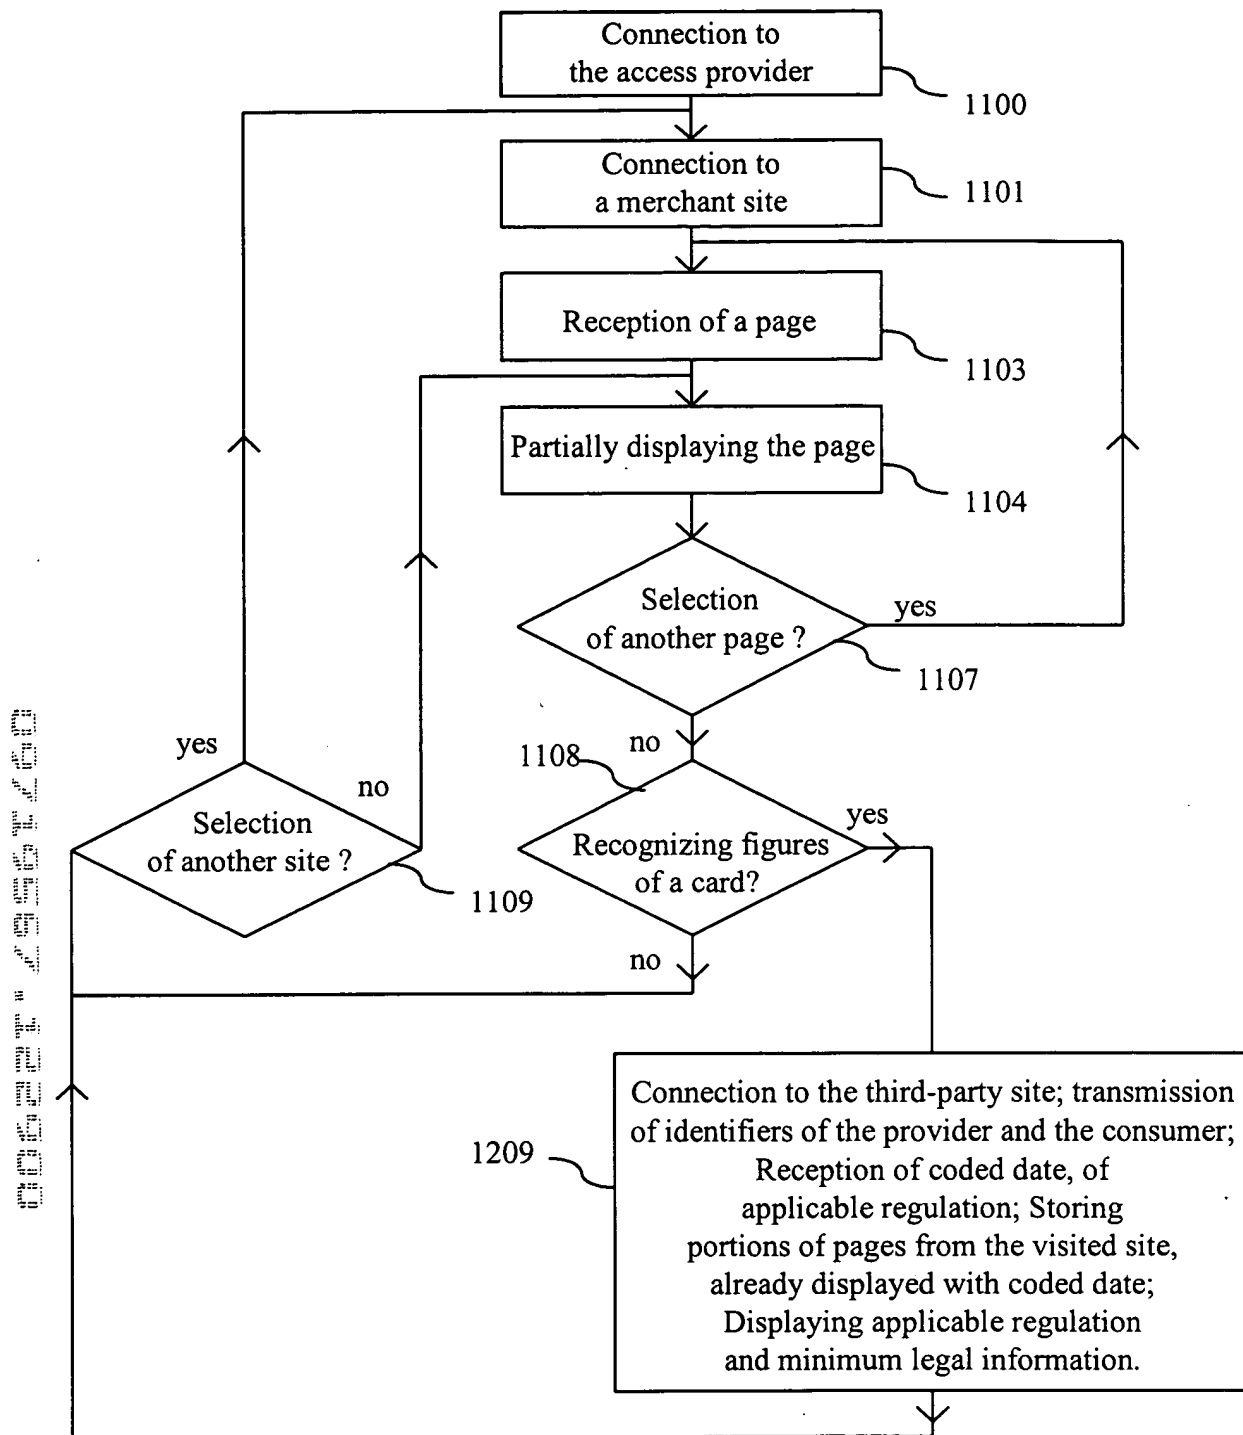 Connection to
the access provider
1100
Connection to
a merchant site
1101
Reception of a page
1103
Partially displaying the page
1104
Selection
of another page ?
yes
1107
no
1108
Recognizing figures
of a card?
yes
no
yes
no
Selection
of another site ?
1109
1209
Connection to the third-party site; transmission
of identifiers of the provider and the consumer;
Reception of coded date, of
applicable regulation; Storing
portions of pages from the visited site,
already displayed with coded date;
Displaying applicable regulation
and minimum legal information.